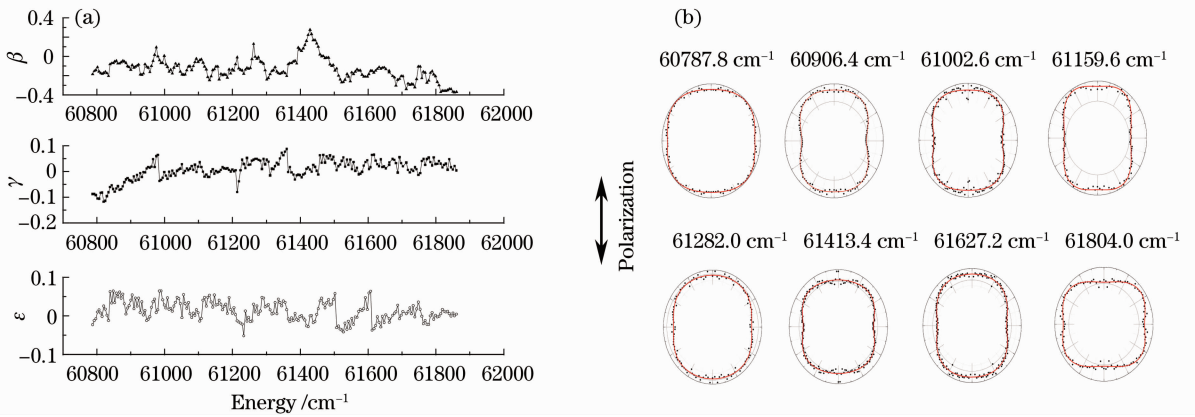 (a)
0.4
0
−0.4
β
60800 61000 61200 61400 61600 61800 62000
0.1
0
−0.1
−0.2
γ
60800 61000 61200 61400 61600 61800 62000
0.1
0
−0.1
ε
60800 61000 61200 61400 61600 61800 62000
Energy /cm⁻¹
(b)
60787.8 cm⁻¹ 60906.4 cm⁻¹ 61002.6 cm⁻¹ 61159.6 cm⁻¹
Polarization
61282.0 cm⁻¹ 61413.4 cm⁻¹ 61627.2 cm⁻¹ 61804.0 cm⁻¹